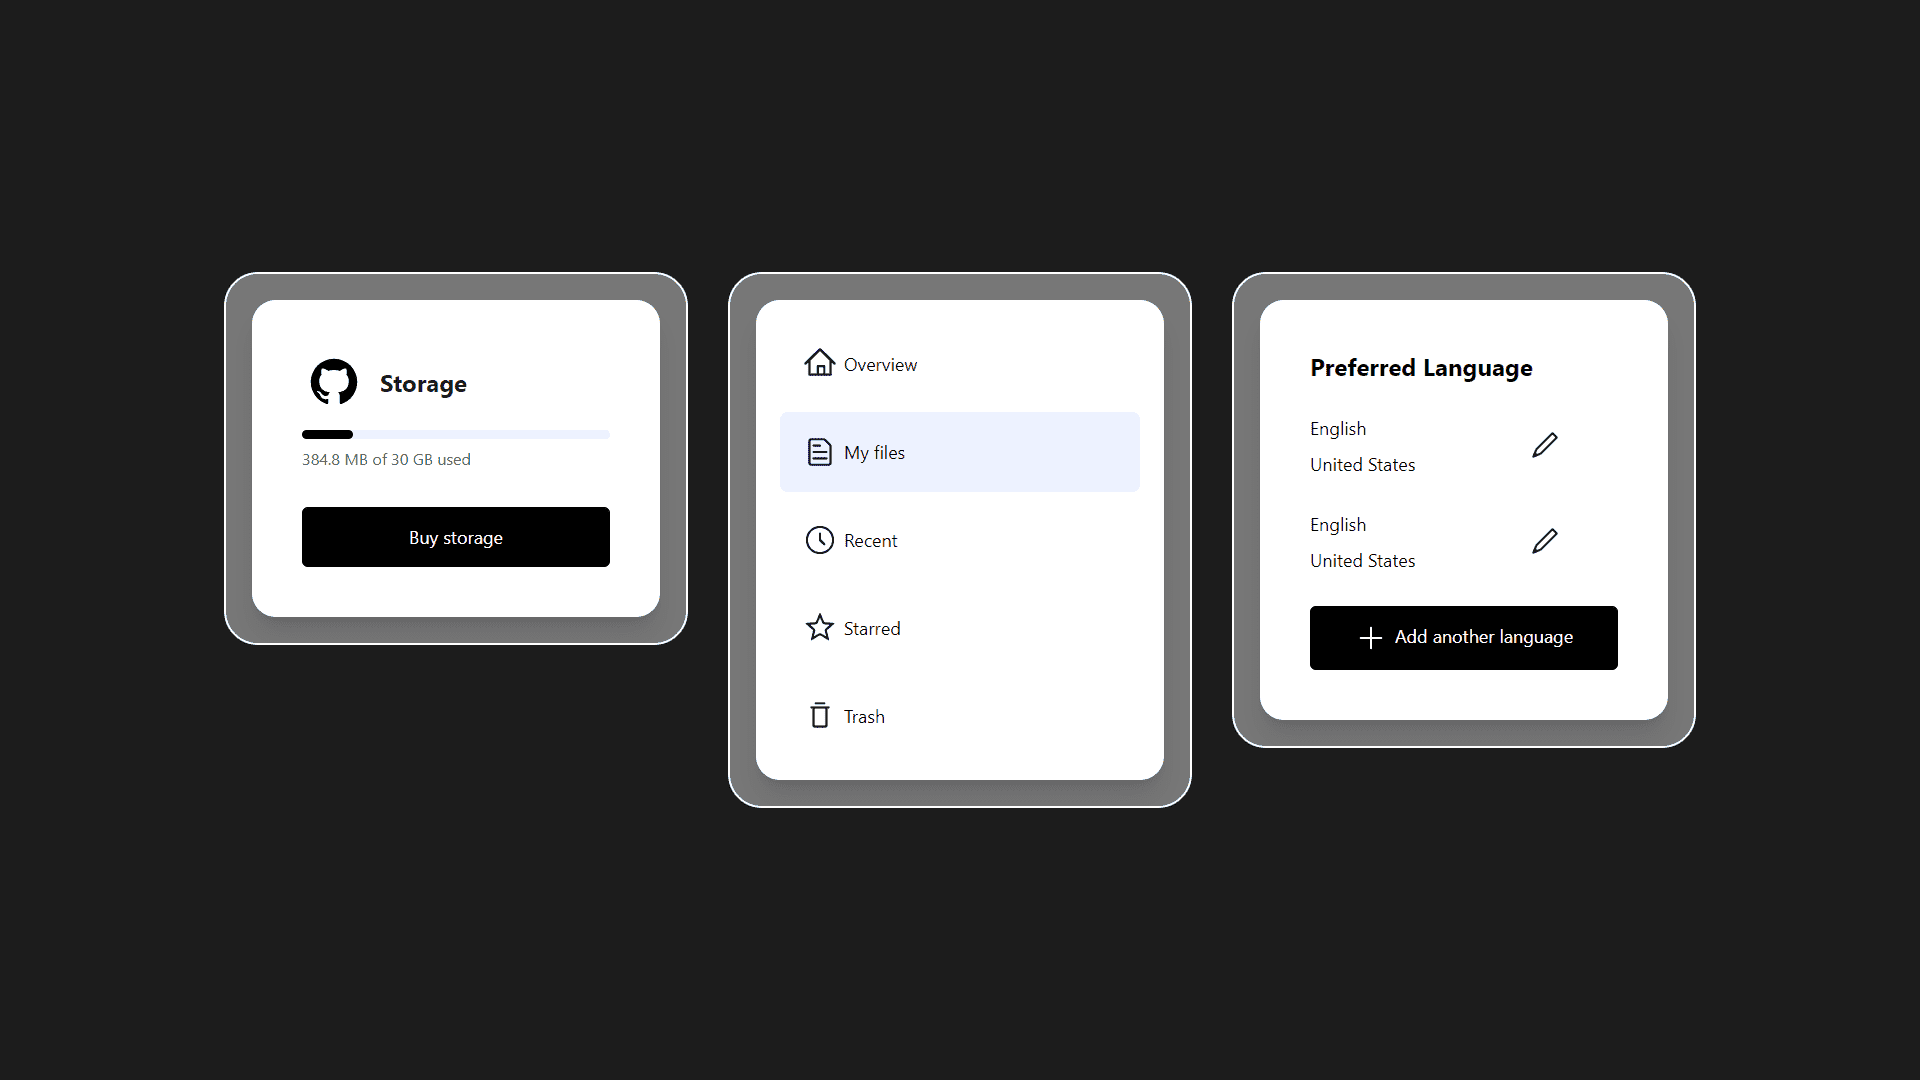 Storage
384.8 MB of 30 GB used
Buy storage
Overview
My files
Recent
Starred
Trash
Preferred Language
English
United States
English
United States
Add another language